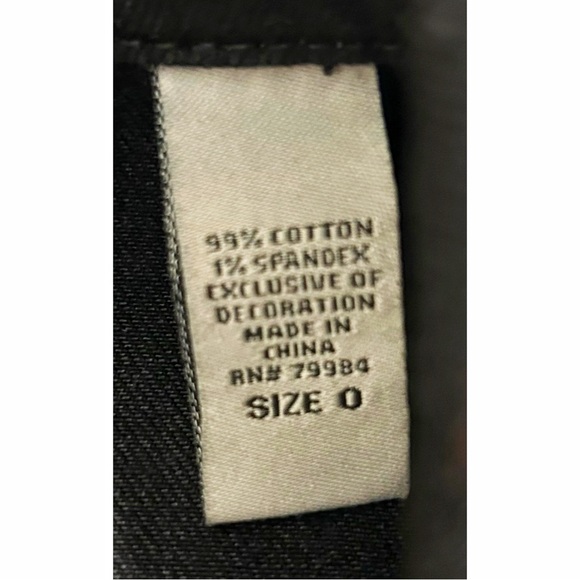 99% COTTON
1% SPANDEX
EXCLUSIVE OF
DECORATION
MADE IN
CHINA
RN# 79984
SIZE 0